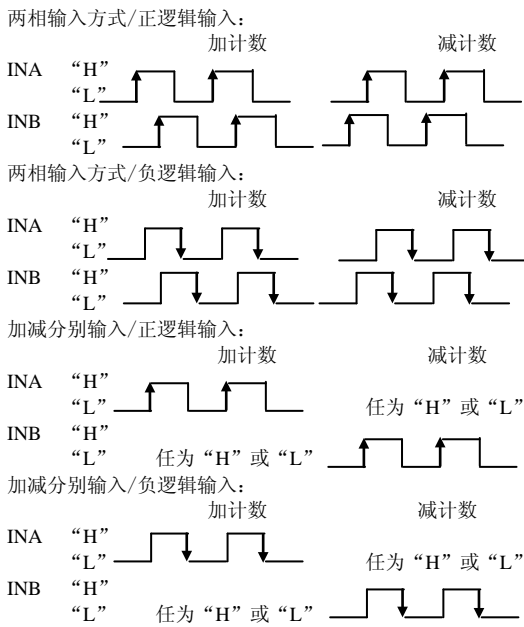 两相输入方式/正逻辑输入:
加计数 减计数
INA “H”
“L”
INB “H”
“L”
两相输入方式/负逻辑输入:
加计数 减计数
INA “H”
“L”
INB “H”
“L”
加减分别输入/正逻辑输入:
加计数 减计数
INA “H”
“L” 任为“H”或“L”
INB “H”
“L” 任为“H”或“L”
加减分别输入/负逻辑输入:
加计数 减计数
INA “H”
“L” 任为“H”或“L”
INB “H”
“L” 任为“H”或“L”